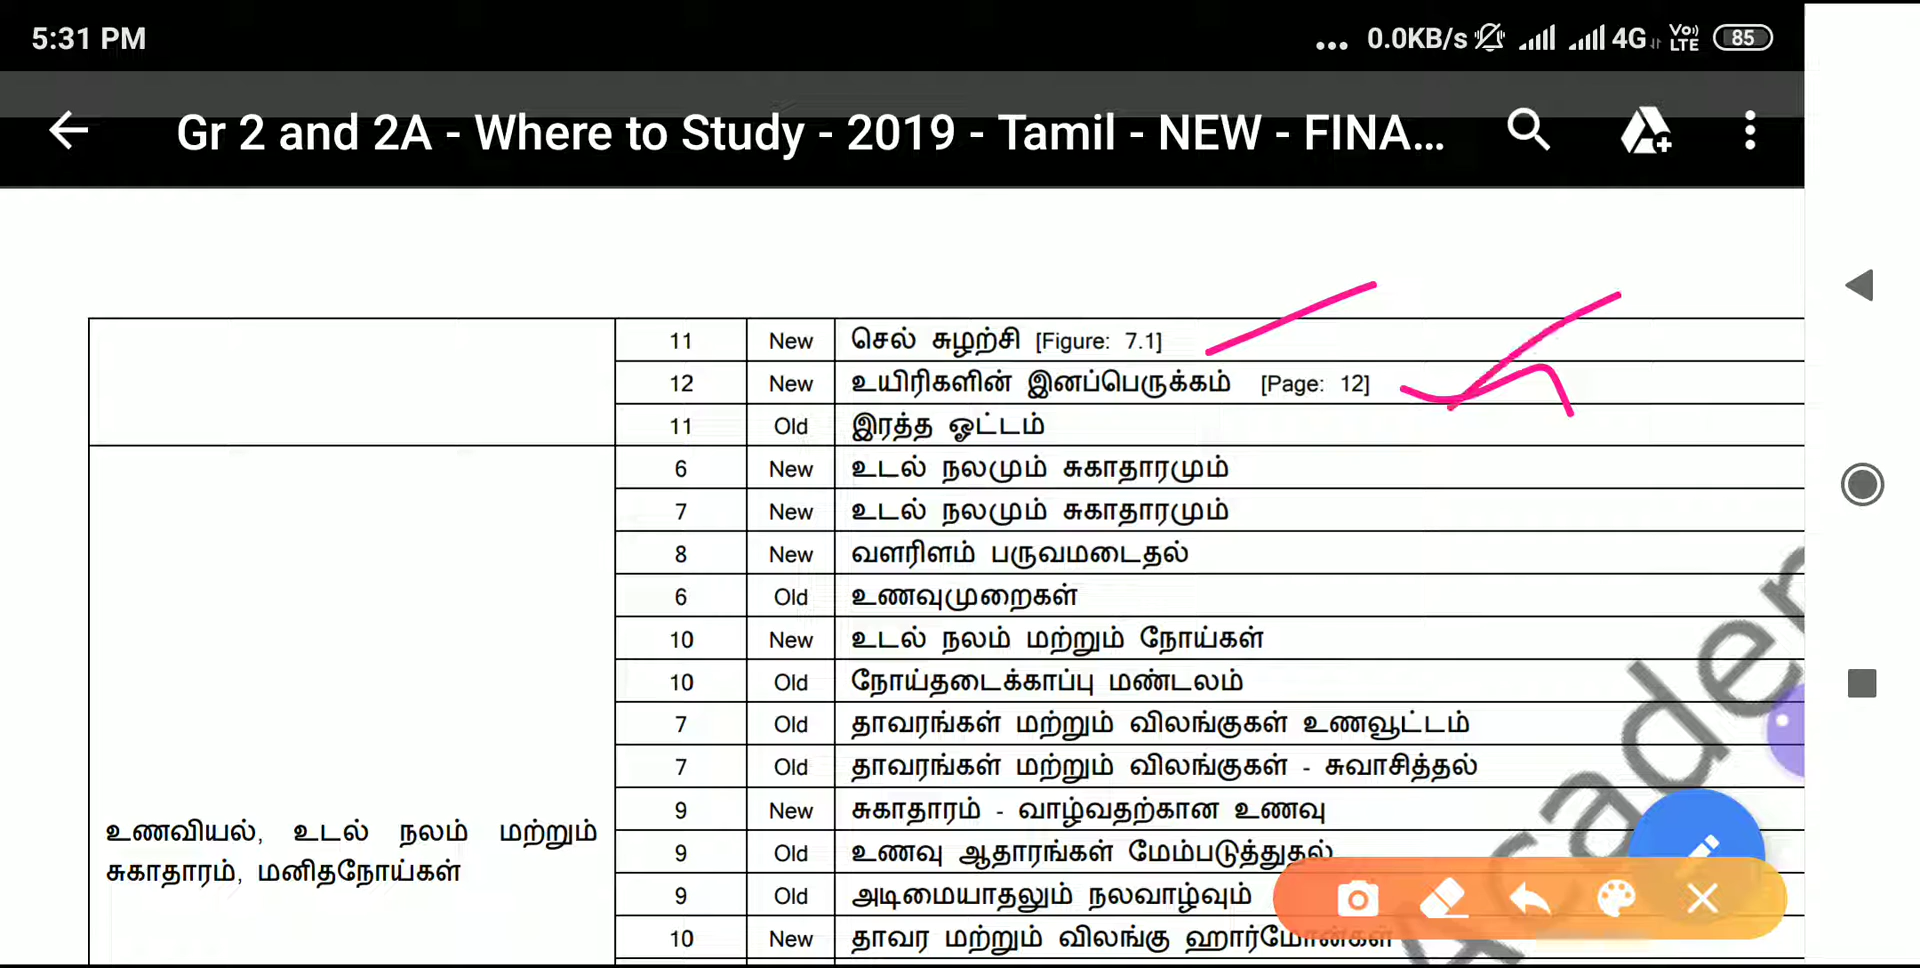 5:31 PM ... 0.0KB/s 4G Vo) LTE 85
Gr 2 and 2A - Where to Study - 2019 - Tamil - NEW - FINA...
11 New செல் சுழற்சி [Figure: 7.1]
12 New உயிரிகளின் இனப்பெருக்கம் [Page: 12]
11 Old இரத்த ஓட்டம்
6 New உடல் நலமும் சுகாதாரமும்
7 New உடல் நலமும் சுகாதாரமும்
8 New வளரிளம் பருவமடைதல்
6 Old உணவுமுறைகள்
10 New உடல் நலம் மற்றும் நோய்கள்
10 Old நோய்தடைக்காப்பு மண்டலம்
7 Old தாவரங்கள் மற்றும் விலங்குகள் உணவூட்டம்
7 Old தாவரங்கள் மற்றும் விலங்குகள் - சுவாசித்தல்
9 New சுகாதாரம் - வாழ்வதற்கான உணவு
உணவியல், உடல் நலம் மற்றும்
சுகாதாரம், மனிதநோய்கள்
9 Old உணவு ஆதாரங்கள் மேம்படுத்துதல்
9 Old அடிமையாதலும் நலவாழ்வும்
10 New தாவர மற்றும் விலங்கு ஹார்மோன்கள்
Academ